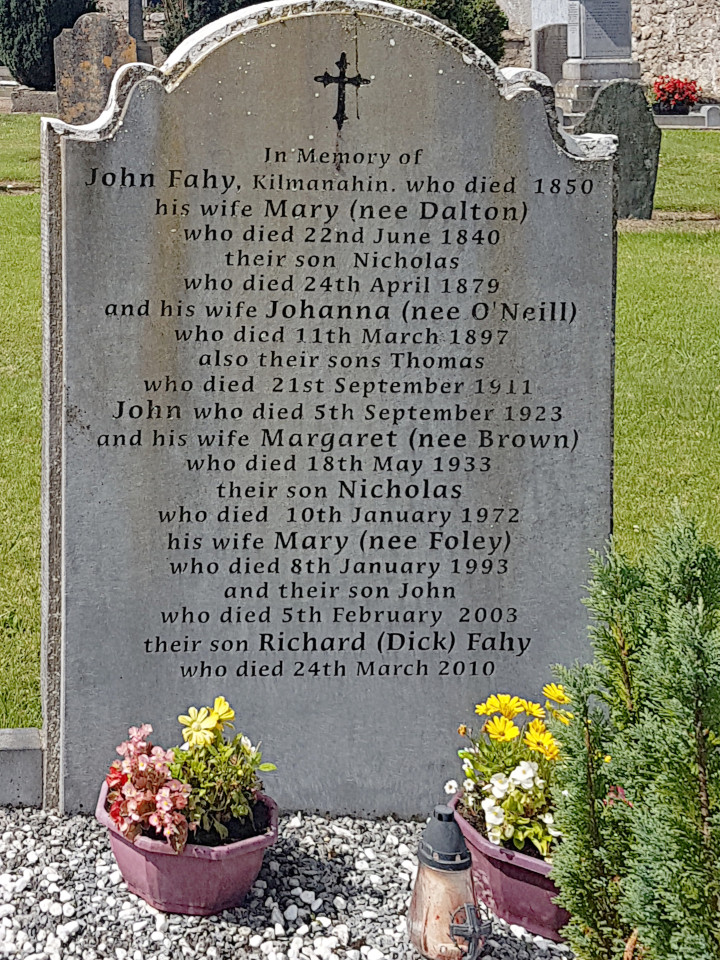 In Memory of
John Fahy, Kilmanahin. who died 1850
his wife Mary (nee Dalton)
who died 22nd June 1840
their son Nicholas
who died 24th April 1879
and his wife Johanna (nee O'Neill)
who died 11th March 1897
also their sons Thomas
who died 21st September 1911
John who died 5th September 1923
and his wife Margaret (nee Brown)
who died 18th May 1933
their son Nicholas
who died 10th January 1972
his wife Mary (nee Foley)
who died 8th January 1993
and their son John
who died 5th February 2003
their son Richard (Dick) Fahy
who died 24th March 2010